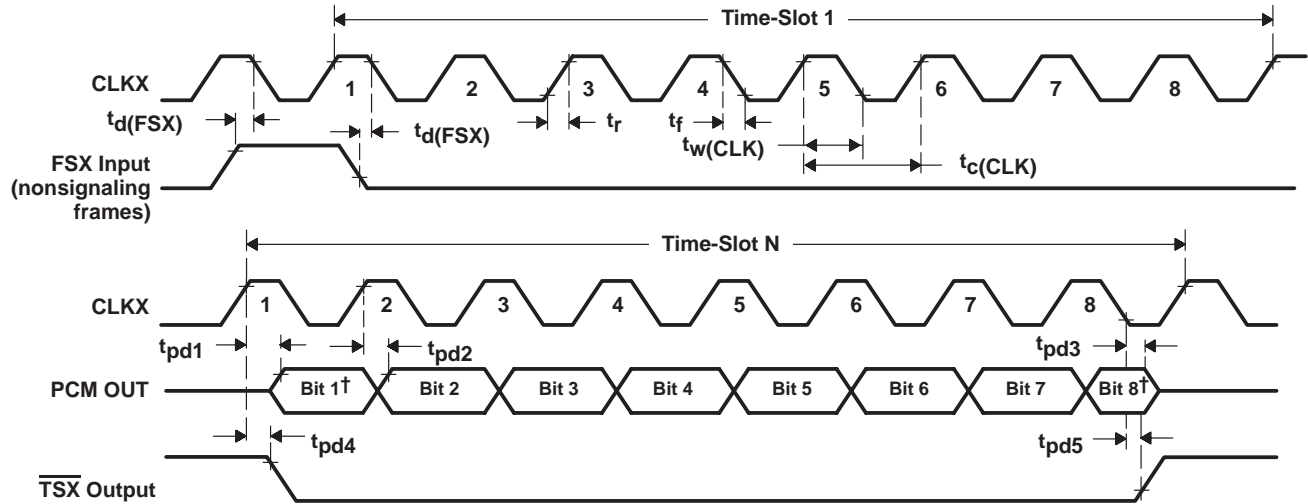 Time-Slot 1
CLKX
1 2 3 4 5 6 7 8
td(FSX)
td(FSX)
tr
tf
tw(CLK)
tc(CLK)
FSX Input
(nonsignaling
frames)
Time-Slot N
CLKX
1 2 3 4 5 6 7 8
tpd1
tpd2
tpd3
PCM OUT
Bit 1† Bit 2 Bit 3 Bit 4 Bit 5 Bit 6 Bit 7 Bit 8†
tpd4
tpd5
TSX Output